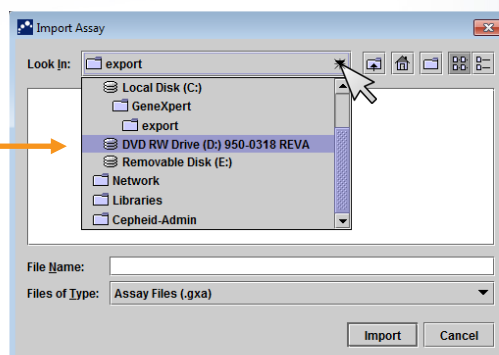 Import Assay
Look In: export
Local Disk (C:)
GeneXpert
export
DVD RW Drive (D:) 950-0318 REVA
Removable Disk (E:)
Network
Libraries
Cepheid-Admin
File Name:
Files of Type: Assay Files (.gxa)
Import Cancel